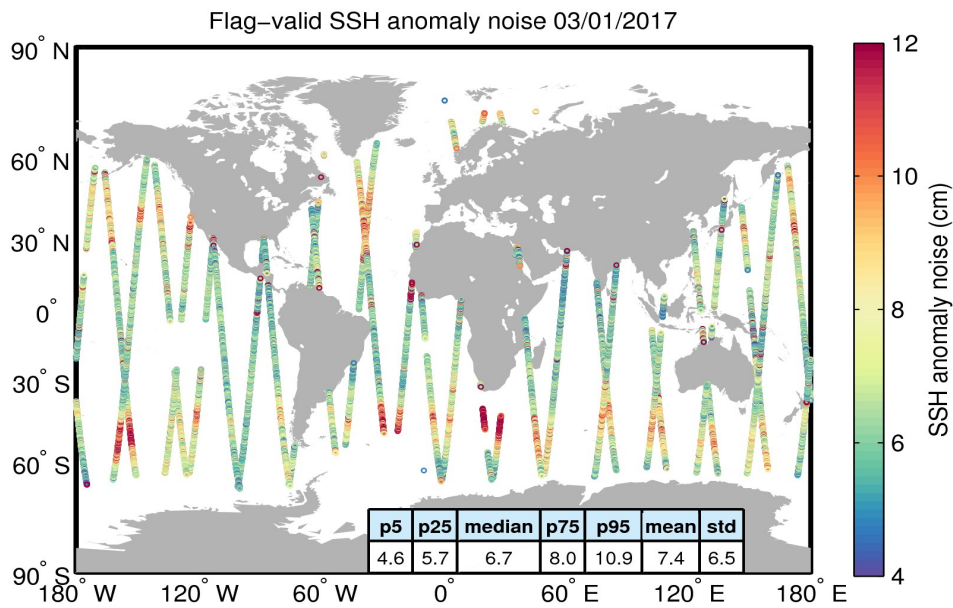 Flag−valid SSH anomaly noise 03/01/2017
90° N
60° N
30° N
0°
30° S
60° S
90° S
180° W
120° W
60° W
0°
60° E
120° E
180° E
p5 p25 median p75 p95 mean std
4.6 5.7 6.7 8.0 10.9 7.4 6.5
12
10
8
6
4
SSH anomaly noise (cm)